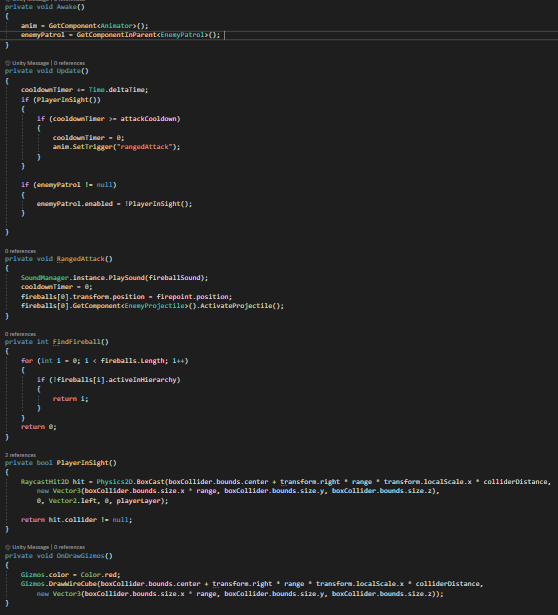 private void Awake()
{
anim = GetComponent<Animator>();
enemyPatrol = GetComponentInParent<EnemyPatrol>();
}
Unity Message | 0 references
private void Update()
{
cooldownTimer += Time.deltaTime;
if (PlayerInSight())
{
if (cooldownTimer >= attackCooldown)
{
cooldownTimer = 0;
anim.SetTrigger("rangedAttack");
}
}
if (enemyPatrol != null)
{
enemyPatrol.enabled = !PlayerInSight();
}
}
0 references
private void RangedAttack()
{
SoundManager.instance.PlaySound(fireballSound);
cooldownTimer = 0;
fireballs[0].transform.position = firepoint.position;
fireballs[0].GetComponent<EnemyProjectile>().ActivateProjectile();
}
0 references
private int FindFireball()
{
for (int i = 0; i < fireballs.Length; i++)
{
if (!fireballs[i].activeInHierarchy)
{
return i;
}
}
return 0;
}
2 references
private bool PlayerInSight()
{
RaycastHit2D hit = Physics2D.BoxCast(boxCollider.bounds.center + transform.right * range * transform.localScale.x * colliderDistance,
new Vector3(boxCollider.bounds.size.x * range, boxCollider.bounds.size.y, boxCollider.bounds.size.z),
0, Vector2.left, 0, playerLayer);
return hit.collider != null;
}
Unity Message | 0 references
private void OnDrawGizmos()
{
Gizmos.color = Color.red;
Gizmos.DrawWireCube(boxCollider.bounds.center + transform.right * range * transform.localScale.x * colliderDistance,
new Vector3(boxCollider.bounds.size.x * range, boxCollider.bounds.size.y, boxCollider.bounds.size.z));
}